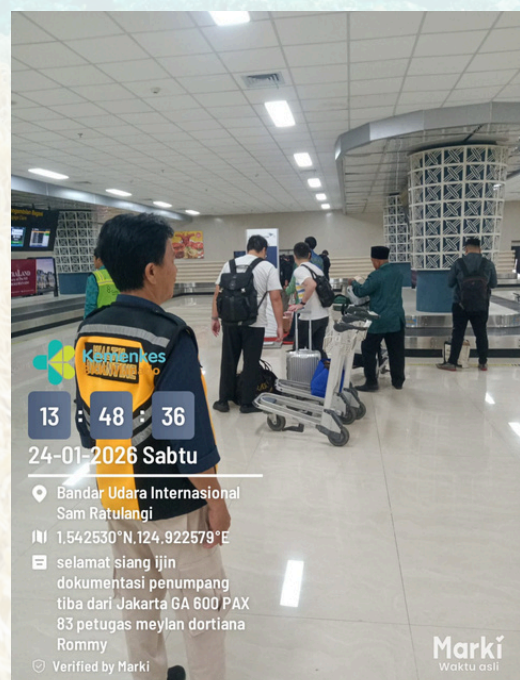 Kemenkes
13 : 48 : 36
24-01-2026 Sabtu
Bandar Udara Internasional
Sam Ratulangi
1.542530°N,124.922579°E
selamat siang ijin
dokumentasi penumpang
tiba dari Jakarta GA 600 PAX
83 petugas meylan dortiana
Rommy
Verified by Marki
Marki
Waktu asli